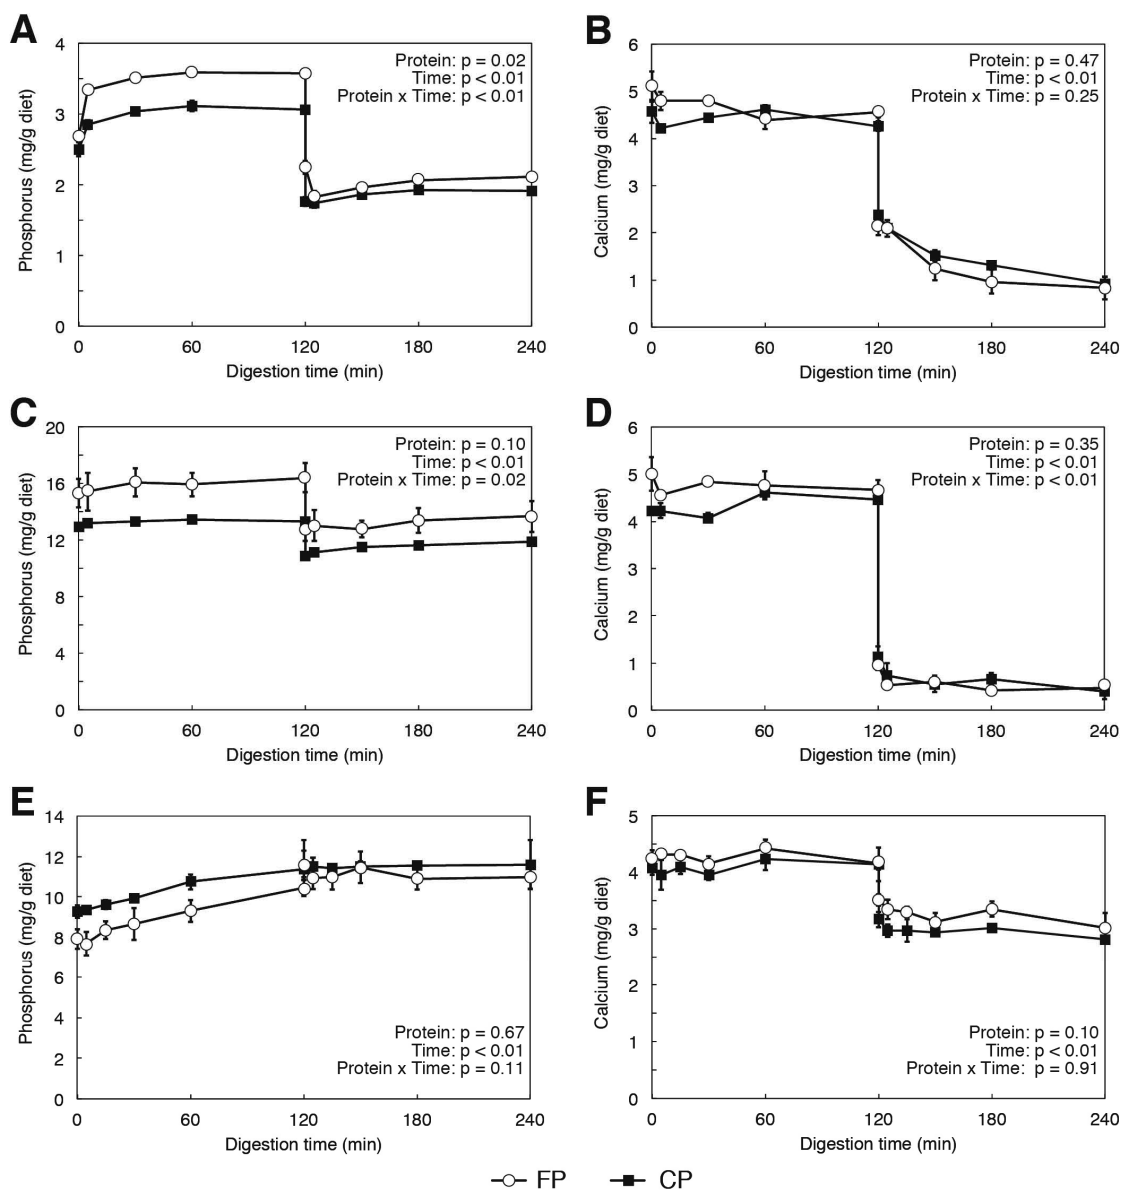 A
Phosphorus (mg/g diet)
4
3
2
1
0
Protein: p = 0.02
Time: p < 0.01
Protein x Time: p < 0.01
0 60 120 180 240
Digestion time (min)
B
Calcium (mg/g diet)
6
5
4
3
2
1
0
Protein: p = 0.47
Time: p < 0.01
Protein x Time: p = 0.25
0 60 120 180 240
Digestion time (min)
C
Phosphorus (mg/g diet)
20
16
12
8
4
0
Protein: p = 0.10
Time: p < 0.01
Protein x Time: p = 0.02
0 60 120 180 240
Digestion time (min)
D
Calcium (mg/g diet)
6
5
4
3
2
1
0
Protein: p = 0.35
Time: p < 0.01
Protein x Time: p < 0.01
0 60 120 180 240
Digestion time (min)
E
Phosphorus (mg/g diet)
14
12
10
8
6
4
2
0
Protein: p = 0.67
Time: p < 0.01
Protein x Time: p = 0.11
0 60 120 180 240
Digestion time (min)
F
Calcium (mg/g diet)
5
4
3
2
1
0
Protein: p = 0.10
Time: p < 0.01
Protein x Time: p = 0.91
0 60 120 180 240
Digestion time (min)
FP CP